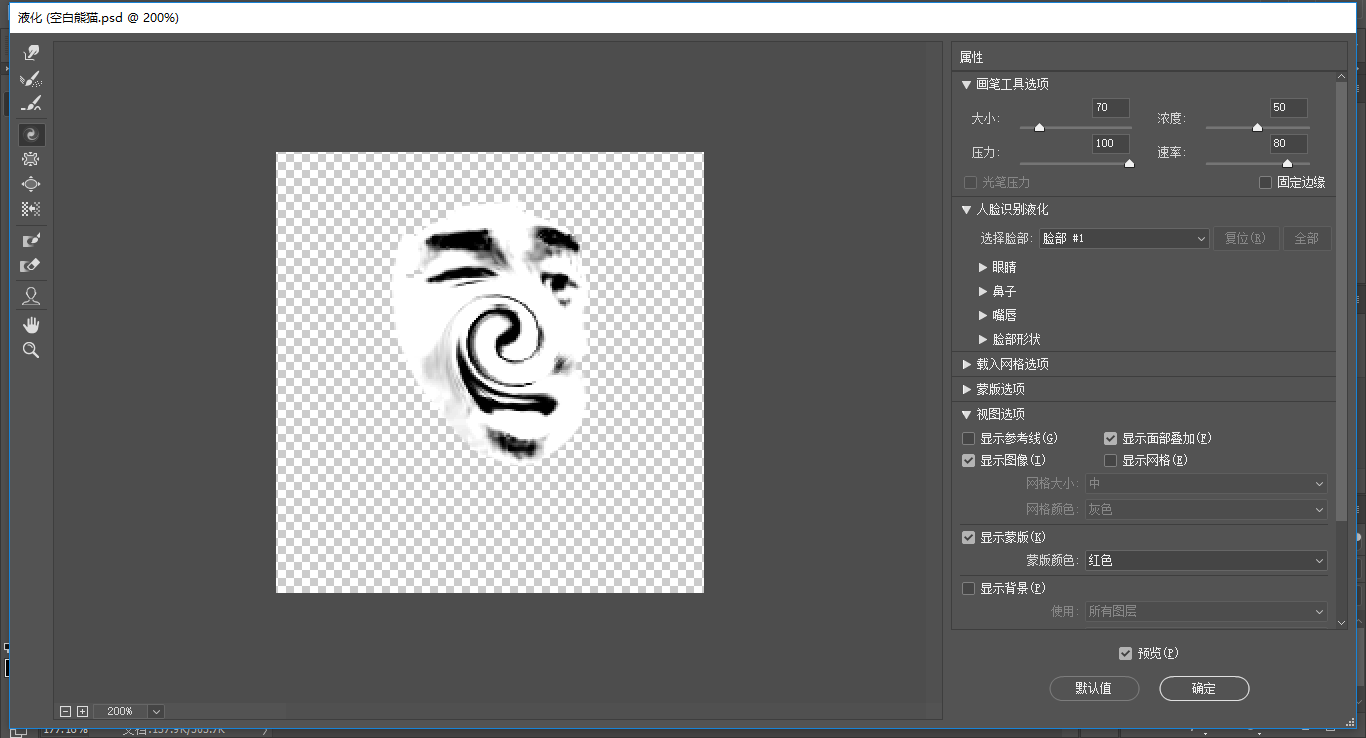 液化 (空白熊猫.psd @ 200%)
属性
画笔工具选项
大小: 70 浓度: 50
压力: 100 速率: 80
光笔压力 固定边缘
人脸识别液化
选择脸部: 脸部 #1 复位(R) 全部
眼睛
鼻子
嘴唇
脸部形状
载入网格选项
蒙版选项
视图选项
显示参考线(G) 显示面部叠加(F)
显示图像(I) 显示网格(E)
网格大小: 中
网格颜色: 灰色
显示蒙版(K)
蒙版颜色: 红色
显示背景(P)
使用: 所有图层
预览(P)
默认值 确定
200%